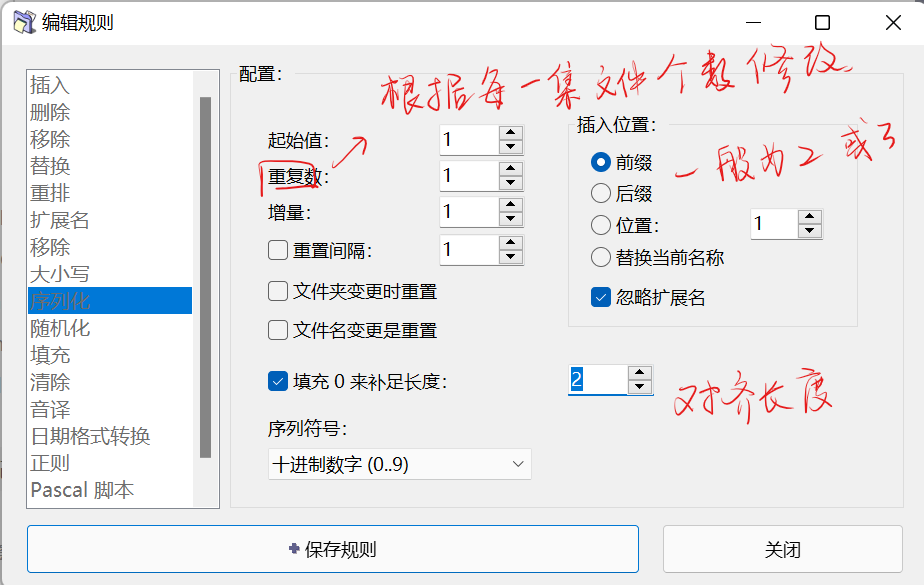 编辑规则
插入
删除
移除
替换
重排
扩展名
移除
大小写
序列化
随机化
填充
清除
音译
日期格式转换
正则
Pascal 脚本
配置：
根据每一集文件个数修改.
起始值： 1
重复数： 1
增量： 1
重置间隔： 1
文件夹变更时重置
文件名变更是重置
填充 0 来补足长度： 2
对齐长度
序列符号：
十进制数字 (0..9)
插入位置：
一般为2或3
前缀
后缀
位置： 1
替换当前名称
忽略扩展名
保存规则
关闭